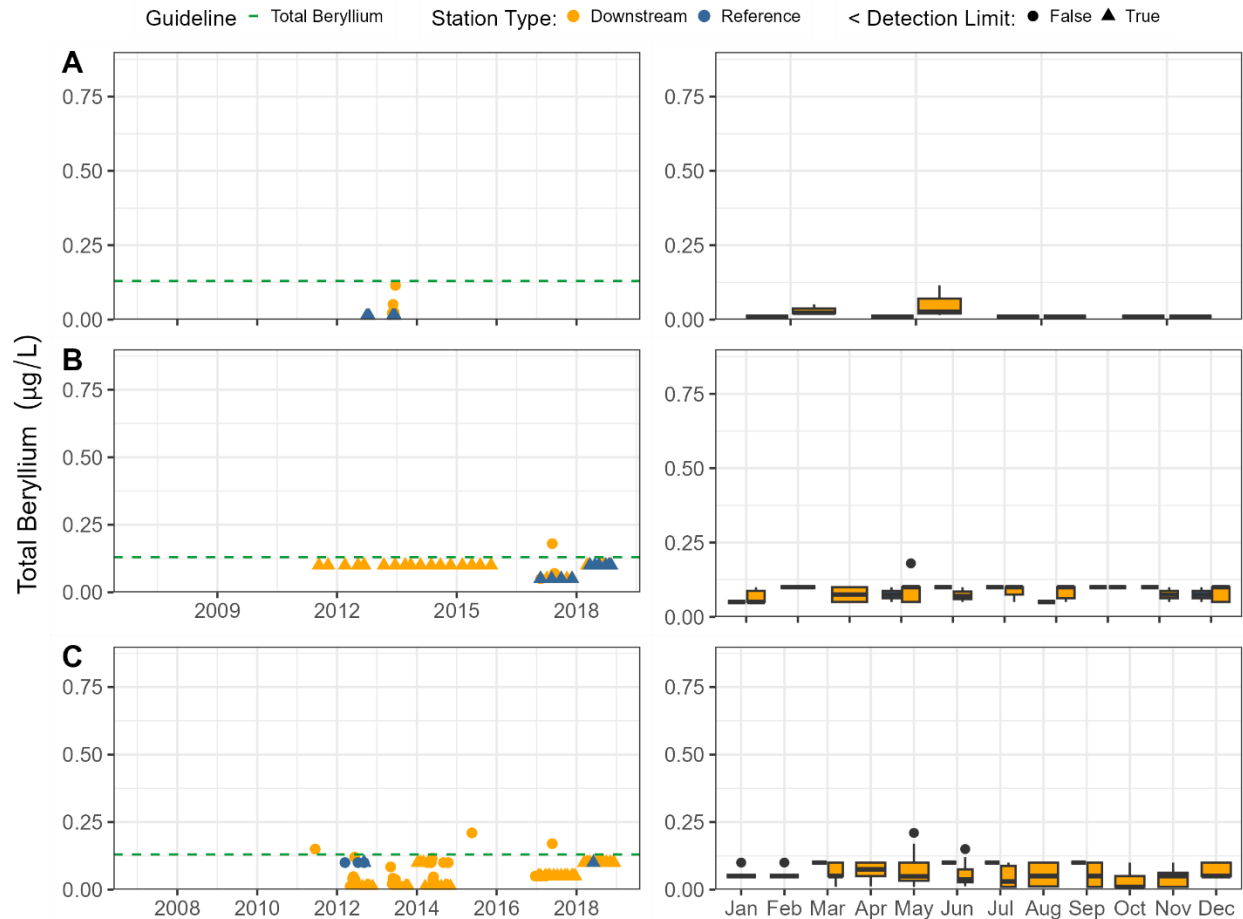 Guideline Total Beryllium Station Type: Downstream Reference < Detection Limit: False True
A
0.75 0.75
0.50 0.50
0.25 0.25
0.00 0.00
B
0.75 0.75
0.50 0.50
0.25 0.25
0.00 0.00
2009 2012 2015 2018
Total Beryllium (µg/L)
C
0.75 0.75
0.50 0.50
0.25 0.25
0.00 0.00
2008 2010 2012 2014 2016 2018 Jan Feb Mar Apr May Jun Jul Aug Sep Oct Nov Dec